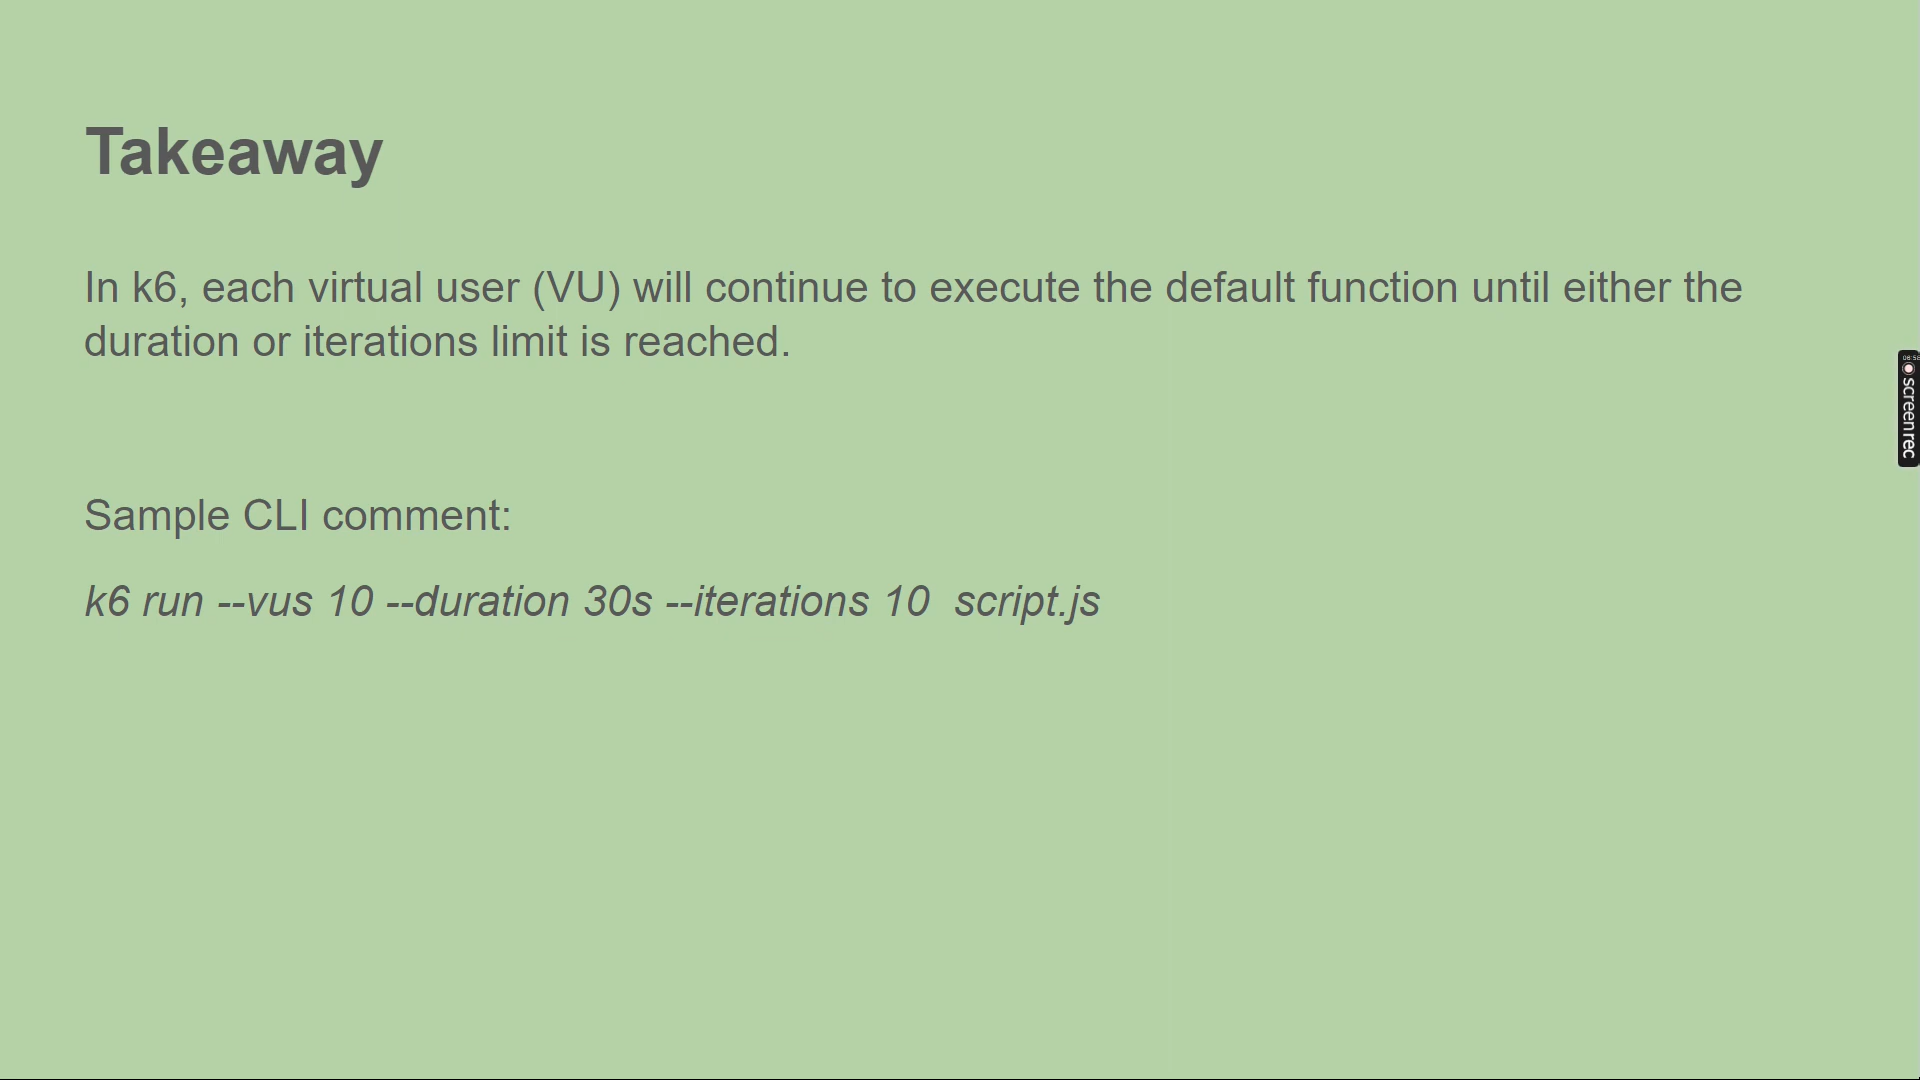 Takeaway
In k6, each virtual user (VU) will continue to execute the default function until either the
duration or iterations limit is reached.
Sample CLI comment:
k6 run --vus 10 --duration 30s --iterations 10  script.js
screenrec